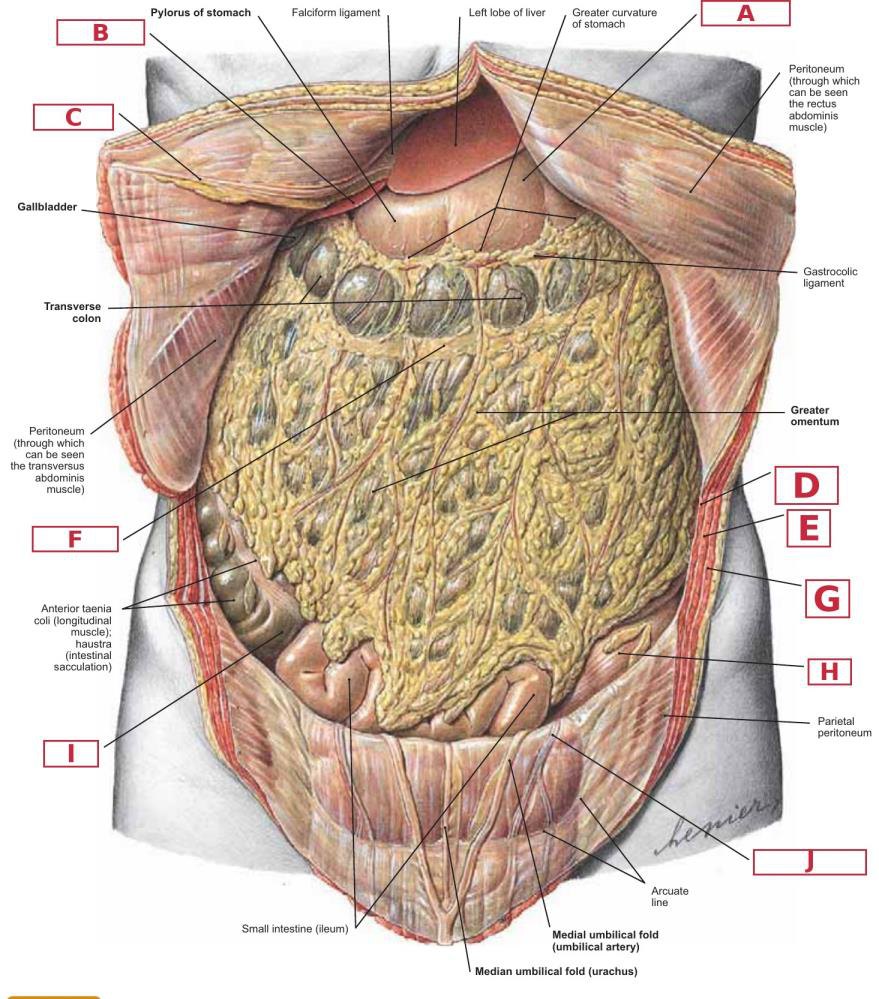 Pylorus of stomach
Falciform ligament
Left lobe of liver
Greater curvature
of stomach
A
B
Peritoneum
(through which
can be seen
the rectus
abdominis
muscle)
C
Gallbladder
Gastrocolic
ligament
Transverse
colon
Greater
omentum
Peritoneum
(through which
can be seen
the transversus
abdominis
muscle)
D
E
F
G
Anterior taenia
coli (longitudinal
muscle);
haustra
(intestinal
sacculation)
H
Parietal
peritoneum
I
J
Arcuate
line
Small intestine (ileum)
Medial umbilical fold
(umbilical artery)
Median umbilical fold (urachus)